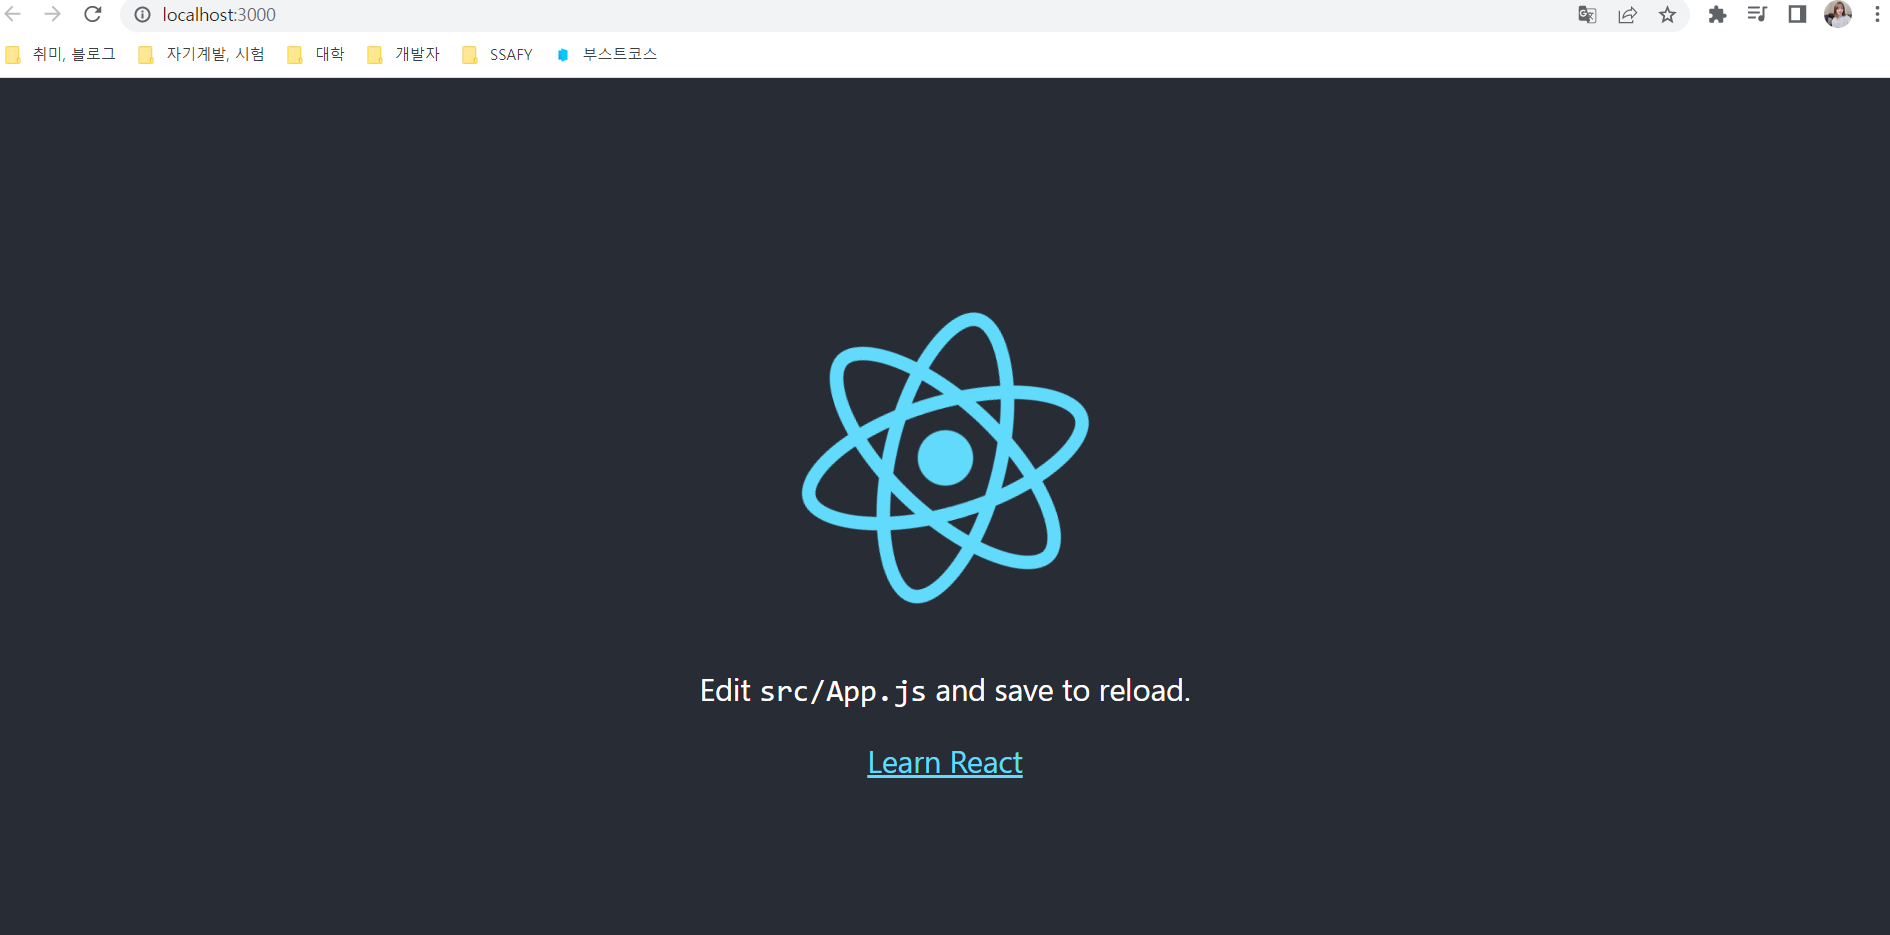 localhost:3000
취미, 블로그 자기계발, 시험 대학 개발자 SSAFY 부스트코스
Edit src/App.js and save to reload.
Learn React